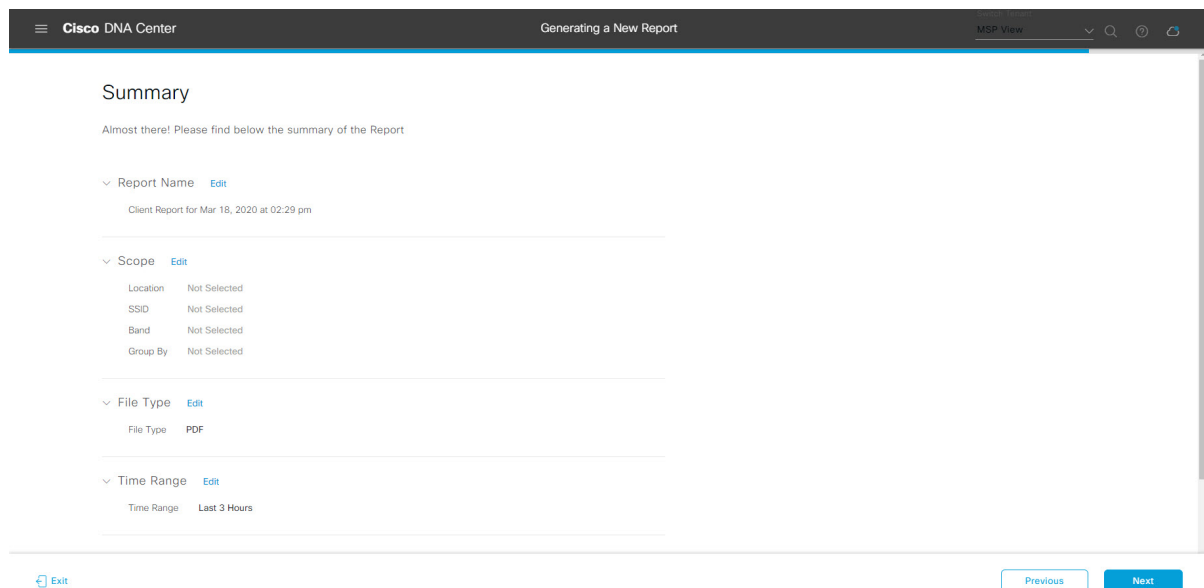 Cisco DNA Center
Generating a New Report
Switch Tenant
MSP View
Summary
Almost there! Please find below the summary of the Report
Report Name Edit
Client Report for Mar 18, 2020 at 02:29 pm
Scope Edit
Location Not Selected
SSID Not Selected
Band Not Selected
Group By Not Selected
File Type Edit
File Type PDF
Time Range Edit
Time Range Last 3 Hours
Exit
Previous
Next